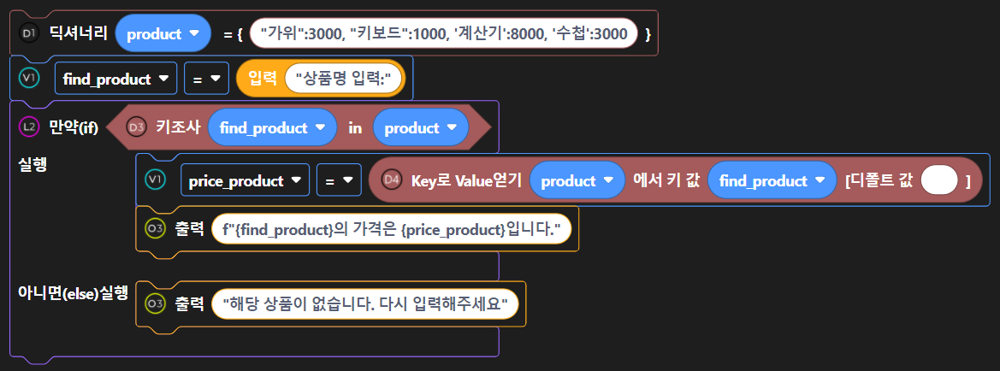 D1 딕셔너리 product = { "가위":3000, "키보드":1000, '계산기':8000, '수첩':3000 }
V1 find_product = 입력 "상품명 입력:"
L2 만약(if) D3 키조사 find_product in product
실행
V1 price_product = D4 Key로 Value얻기 product 에서 키 값 find_product [디폴트 값 ]
O3 출력 f"{find_product}의 가격은 {price_product}입니다."
아니면(else)실행
O3 출력 "해당 상품이 없습니다. 다시 입력해주세요"